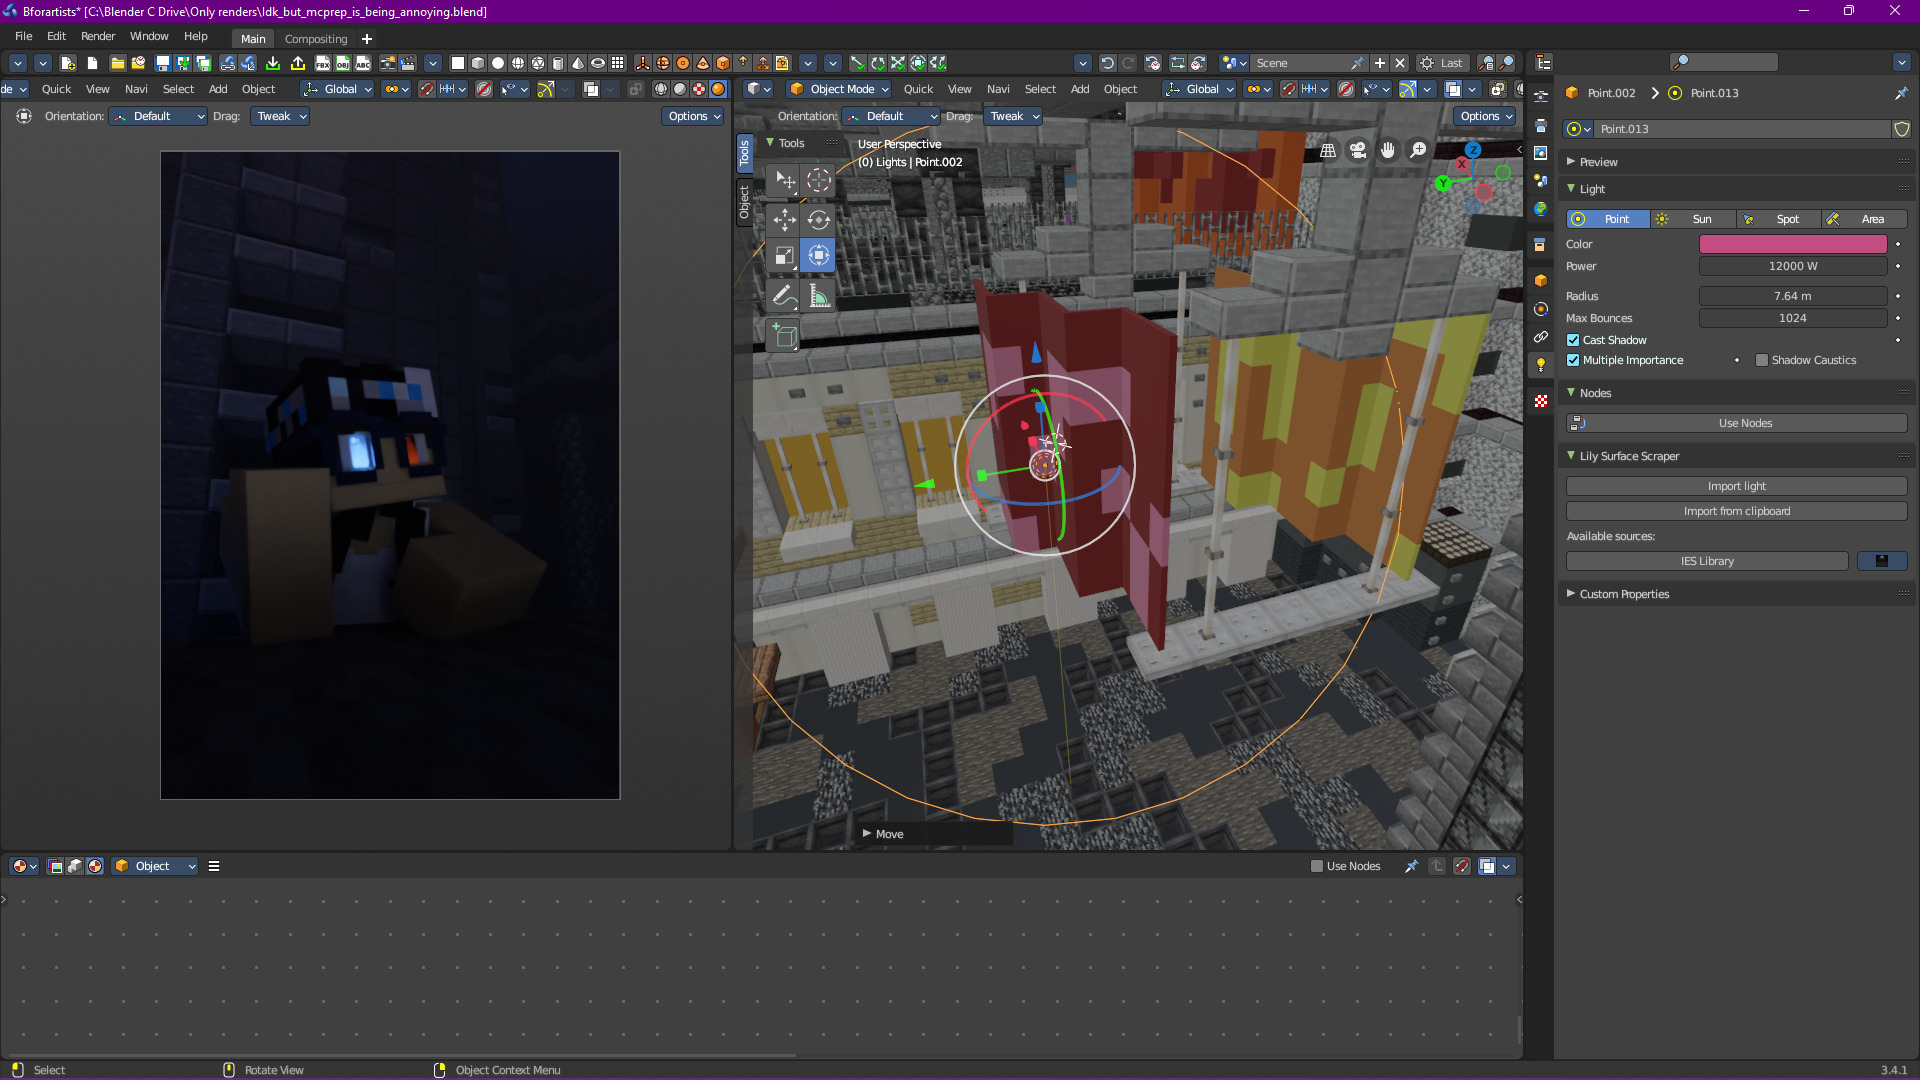 Bforartists* [C:\Blender C Drive\Only renders\Idk_but_mcprep_is_being_annoying.blend]
File Edit Render Window Help Main Compositing
FBX OBJ ABC Scene Last
de Quick View Navi Select Add Object Global
Object Mode Quick View Navi Select Add Object Global
Orientation: Default Drag: Tweak Options
Orientation: Default Drag: Tweak Options
Tools
Object
Tools
User Perspective
(0) Lights | Point.002
X
Y
Z
Move
Point.002 Point.013
Point.013
Preview
Light
Point Sun Spot Area
Color
Power 12000 W
Radius 7.64 m
Max Bounces 1024
Cast Shadow
Multiple Importance Shadow Caustics
Nodes
Use Nodes
Lily Surface Scraper
Import light
Import from clipboard
Available sources:
IES Library
Custom Properties
Object Use Nodes
Select Rotate View Object Context Menu 3.4.1